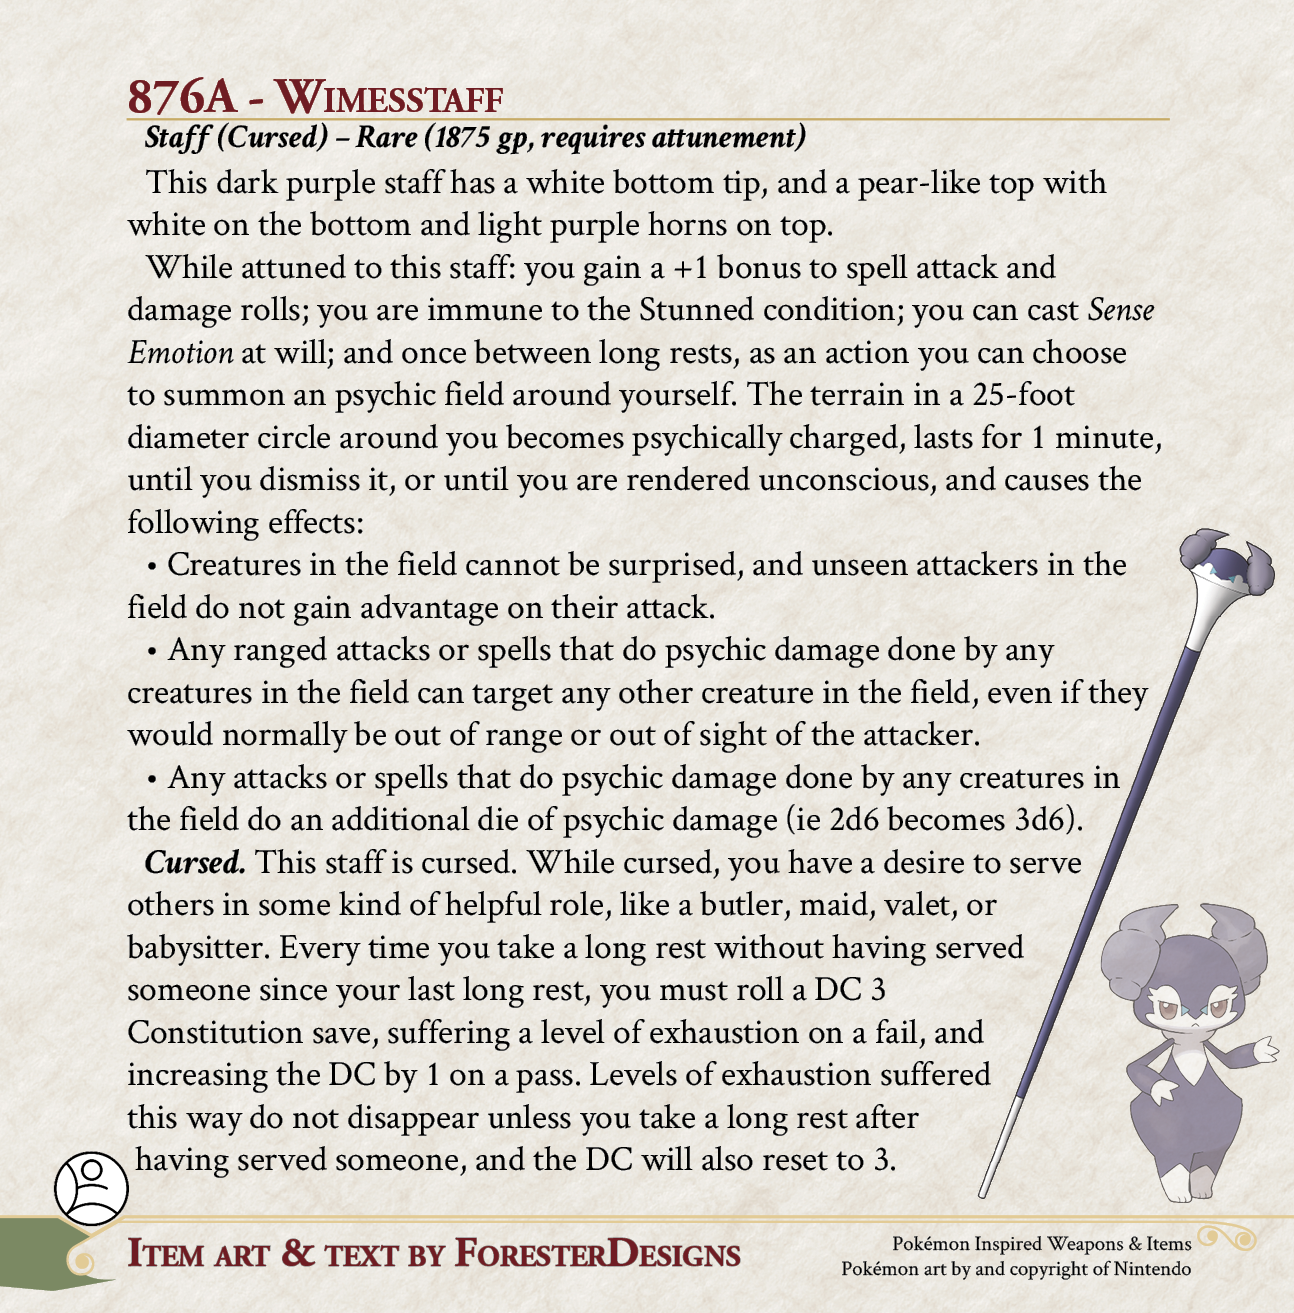 876A - Wimesstaff
Staff (Cursed) – Rare (1875 gp, requires attunement)
This dark purple staff has a white bottom tip, and a pear-like top with
white on the bottom and light purple horns on top.
While attuned to this staff: you gain a +1 bonus to spell attack and
damage rolls; you are immune to the Stunned condition; you can cast Sense
Emotion at will; and once between long rests, as an action you can choose
to summon an psychic field around yourself. The terrain in a 25-foot
diameter circle around you becomes psychically charged, lasts for 1 minute,
until you dismiss it, or until you are rendered unconscious, and causes the
following effects:
• Creatures in the field cannot be surprised, and unseen attackers in the
field do not gain advantage on their attack.
• Any ranged attacks or spells that do psychic damage done by any
creatures in the field can target any other creature in the field, even if they
would normally be out of range or out of sight of the attacker.
• Any attacks or spells that do psychic damage done by any creatures in
the field do an additional die of psychic damage (ie 2d6 becomes 3d6).
Cursed. This staff is cursed. While cursed, you have a desire to serve
others in some kind of helpful role, like a butler, maid, valet, or
babysitter. Every time you take a long rest without having served
someone since your last long rest, you must roll a DC 3
Constitution save, suffering a level of exhaustion on a fail, and
increasing the DC by 1 on a pass. Levels of exhaustion suffered
this way do not disappear unless you take a long rest after
having served someone, and the DC will also reset to 3.
Item art & text by ForesterDesigns
Pokémon Inspired Weapons & Items
Pokémon art by and copyright of Nintendo